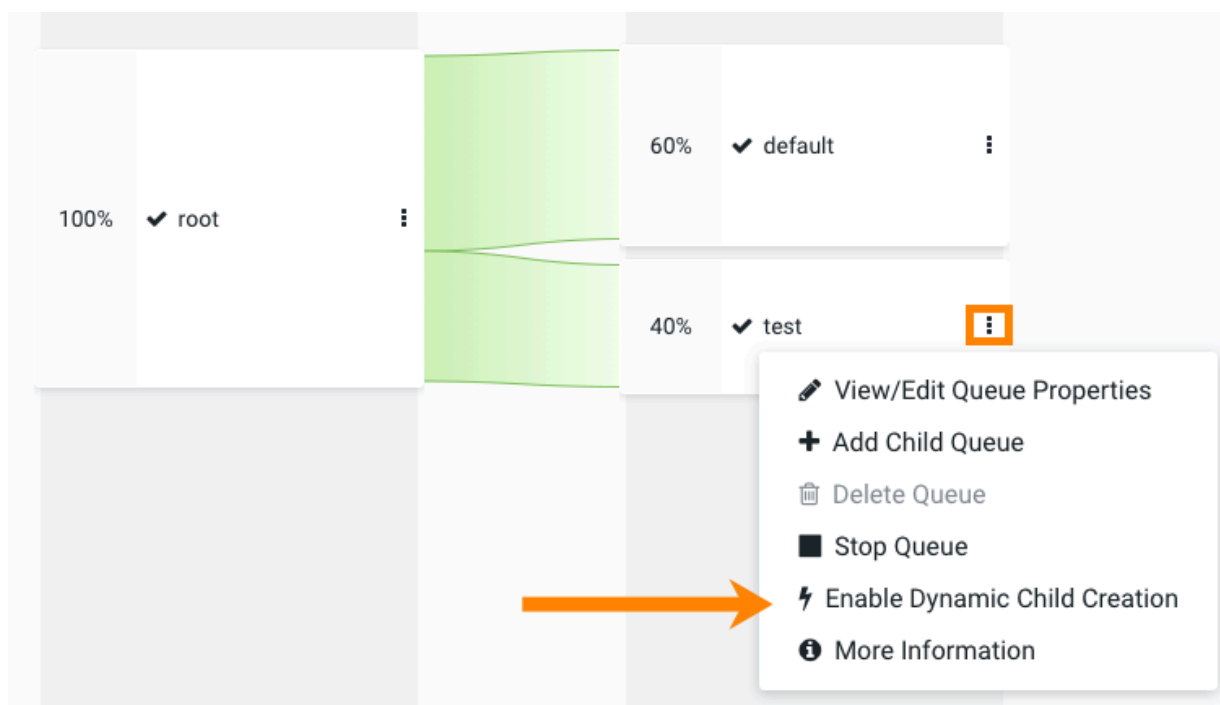 100% root
60% default
40% test
View/Edit Queue Properties
Add Child Queue
Delete Queue
Stop Queue
Enable Dynamic Child Creation
More Information